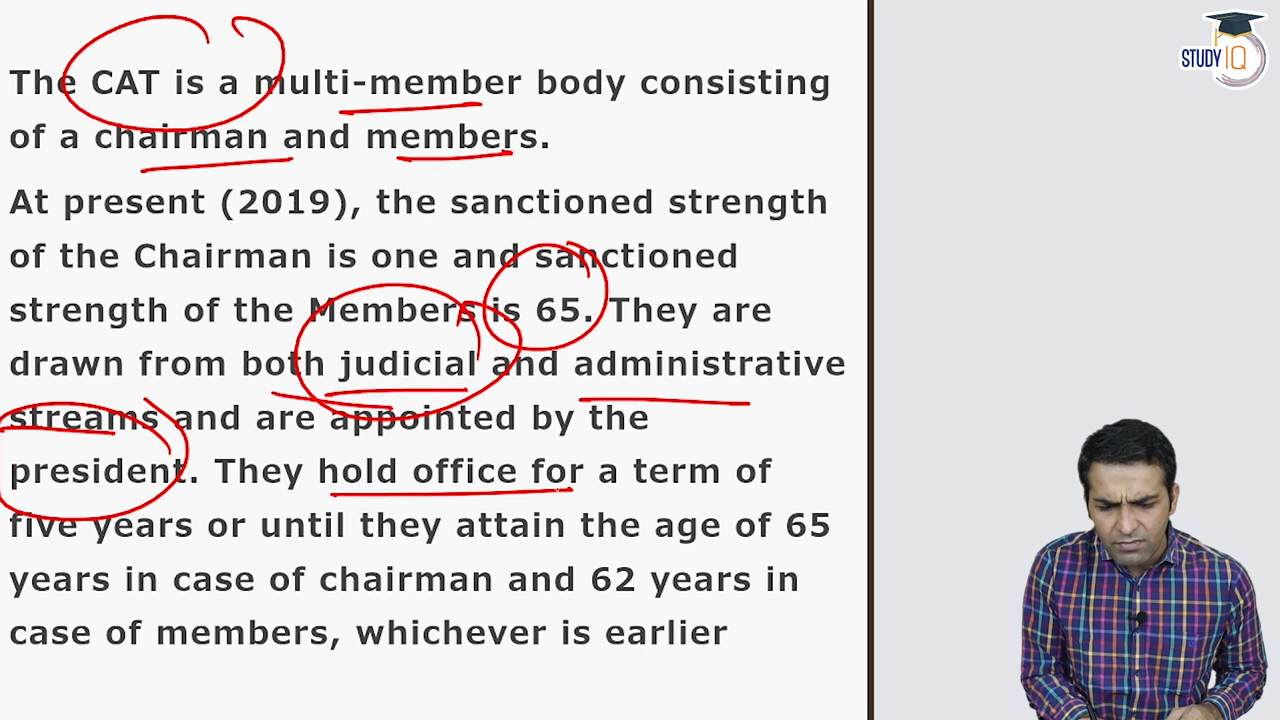 The CAT is a multi-member body consisting
of a chairman and members.
At present (2019), the sanctioned strength
of the Chairman is one and sanctioned
strength of the Members is 65. They are
drawn from both judicial and administrative
streams and are appointed by the
president. They hold office for a term of
five years or until they attain the age of 65
years in case of chairman and 62 years in
case of members, whichever is earlier
STUDY IQ